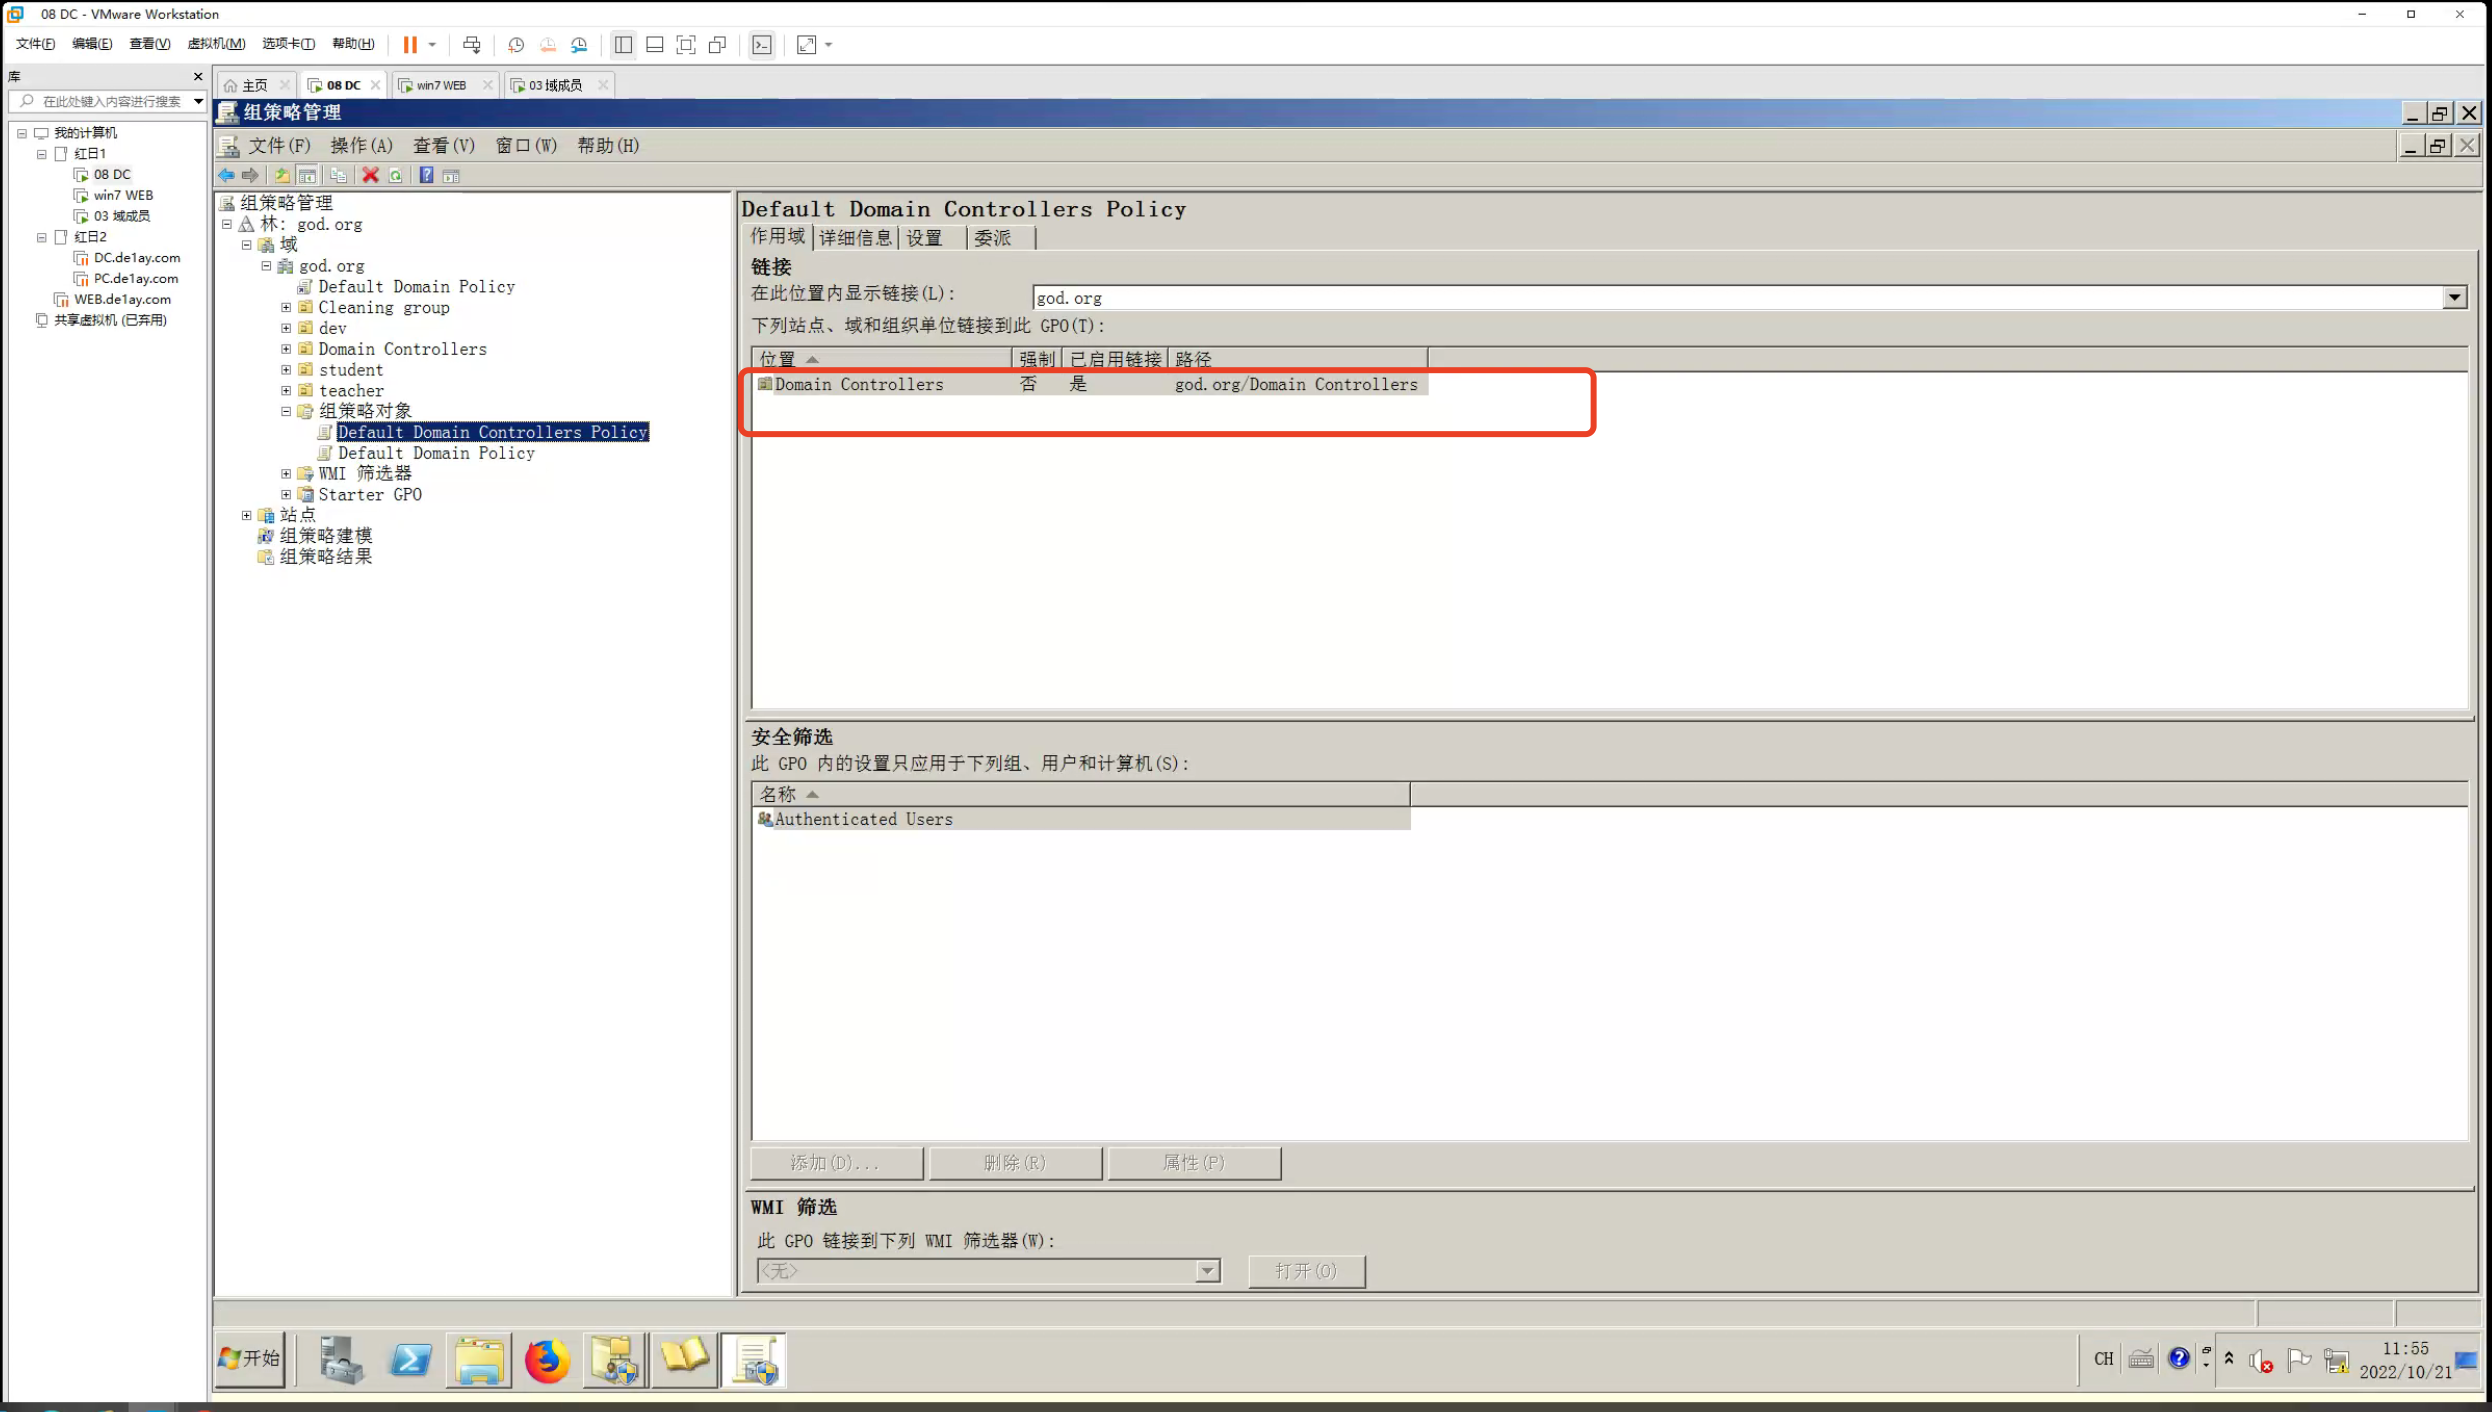 08 DC - VMware Workstation
文件(F) 编辑(E) 查看(V) 虚拟机(M) 选项卡(T) 帮助(H)
库
在此处键入内容进行搜索
我的计算机
红日1
08 DC
win7 WEB
03 域成员
红日2
DC.de1ay.com
PC.de1ay.com
WEB.de1ay.com
共享虚拟机 (已弃用)
主页 08 DC win7 WEB 03 域成员
组策略管理
文件(F) 操作(A) 查看(V) 窗口(W) 帮助(H)
组策略管理
林: god.org
域
god.org
Default Domain Policy
Cleaning group
dev
Domain Controllers
student
teacher
组策略对象
Default Domain Controllers Policy
Default Domain Policy
WMI 筛选器
Starter GPO
站点
组策略建模
组策略结果
Default Domain Controllers Policy
作用域 详细信息 设置 委派
链接
在此位置内显示链接(L): god.org
下列站点、域和组织单位链接到此 GPO(T):
位置 强制 已启用链接 路径
Domain Controllers 否 是 god.org/Domain Controllers
安全筛选
此 GPO 内的设置只应用于下列组、用户和计算机(S):
名称
Authenticated Users
添加(D)... 删除(R) 属性(P)
WMI 筛选
此 GPO 链接到下列 WMI 筛选器(W):
<无> 打开(O)
开始
CH
11:55
2022/10/21